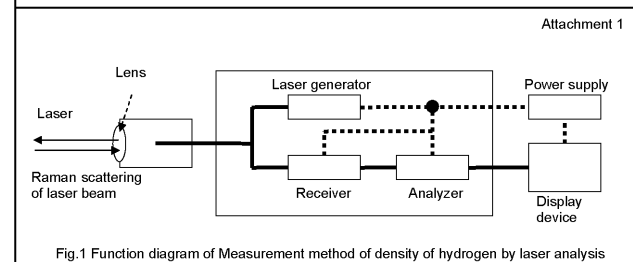 Attachment 1
Lens
Laser generator
Power supply
Laser
Raman scattering
of laser beam
Receiver
Analyzer
Display
device
Fig.1 Function diagram of Measurement method of density of hydrogen by laser analysis